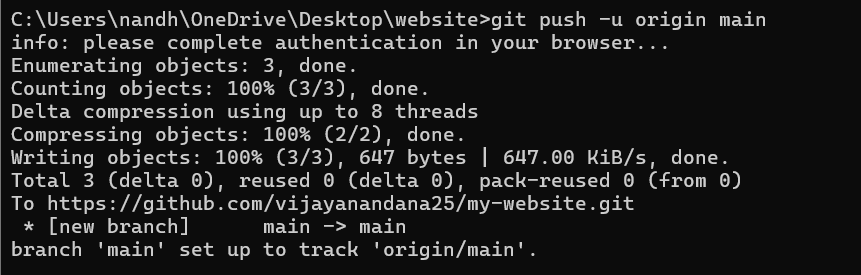 C:\Users\nandh\OneDrive\Desktop\website>git push -u origin main
info: please complete authentication in your browser...
Enumerating objects: 3, done.
Counting objects: 100% (3/3), done.
Delta compression using up to 8 threads
Compressing objects: 100% (2/2), done.
Writing objects: 100% (3/3), 647 bytes | 647.00 KiB/s, done.
Total 3 (delta 0), reused 0 (delta 0), pack-reused 0 (from 0)
To https://github.com/vijayanandana25/my-website.git
 * [new branch]      main -> main
branch 'main' set up to track 'origin/main'.